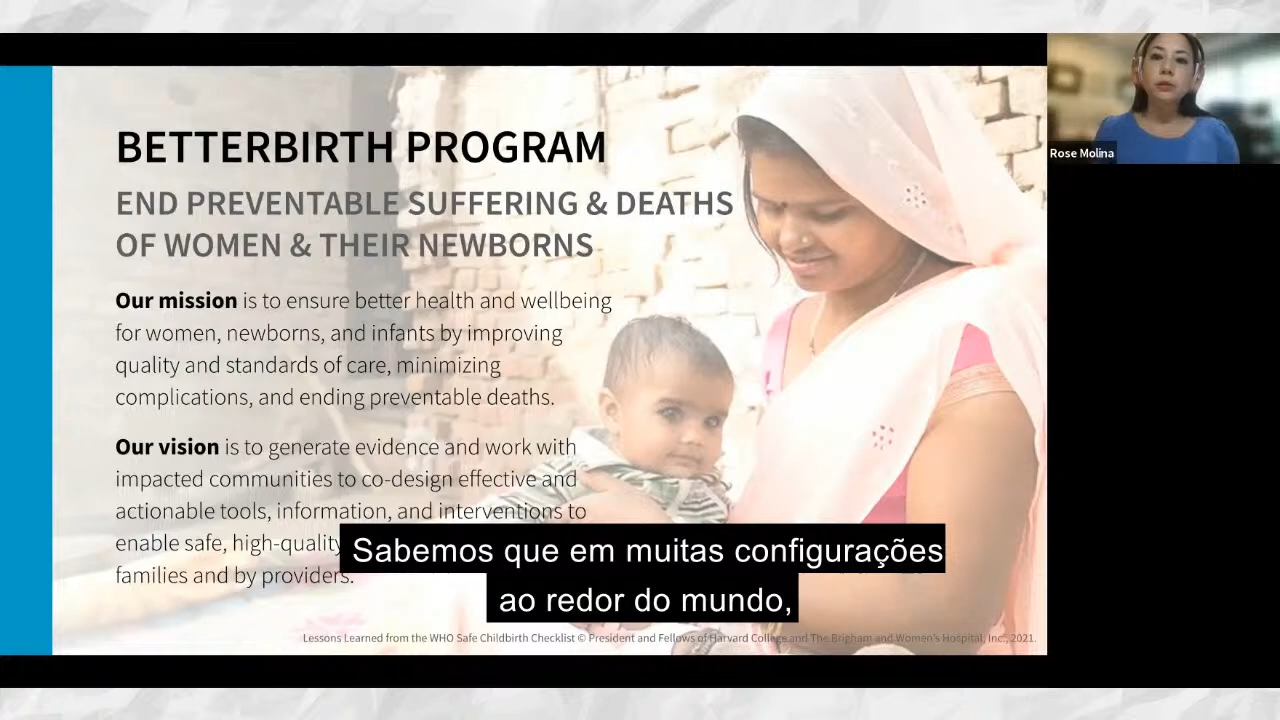 BETTERBIRTH PROGRAM
END PREVENTABLE SUFFERING & DEATHS
OF WOMEN & THEIR NEWBORNS
Our mission is to ensure better health and wellbeing
for women, newborns, and infants by improving
quality and standards of care, minimizing
complications, and ending preventable deaths.
Our vision is to generate evidence and work with
impacted communities to co-design effective and
actionable tools, information, and interventions to
enable safe, high-quality
families and by providers.
Sabemos que em muitas configurações
ao redor do mundo,
Lessons Learned from the WHO Safe Childbirth Checklist © President and Fellows of Harvard College and The Brigham and Women's Hospital, Inc., 2021.
Rose Molina